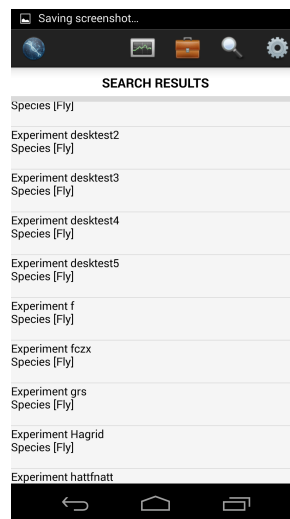 Saving screenshot...
SEARCH RESULTS
Species [Fly]
Experiment desktest2
Species [Fly]
Experiment desktest3
Species [Fly]
Experiment desktest4
Species [Fly]
Experiment desktest5
Species [Fly]
Experiment f
Species [Fly]
Experiment fczx
Species [Fly]
Experiment grs
Species [Fly]
Experiment Hagrid
Species [Fly]
Experiment hattfnatt